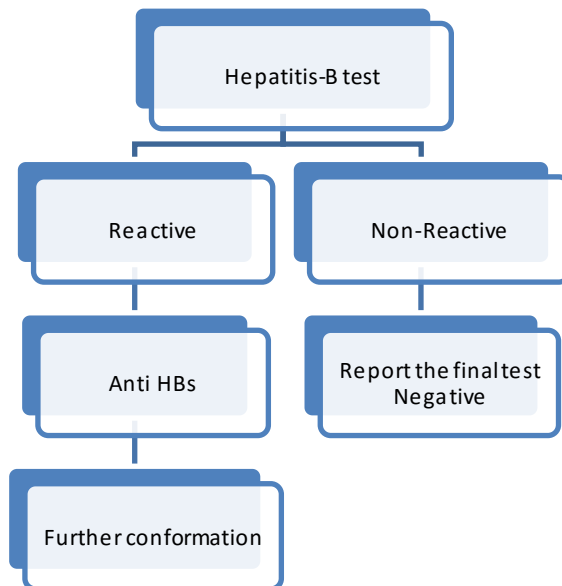 Hepatitis-B test
Reactive
Non-Reactive
Anti HBs
Report the final test
Negative
Further conformation